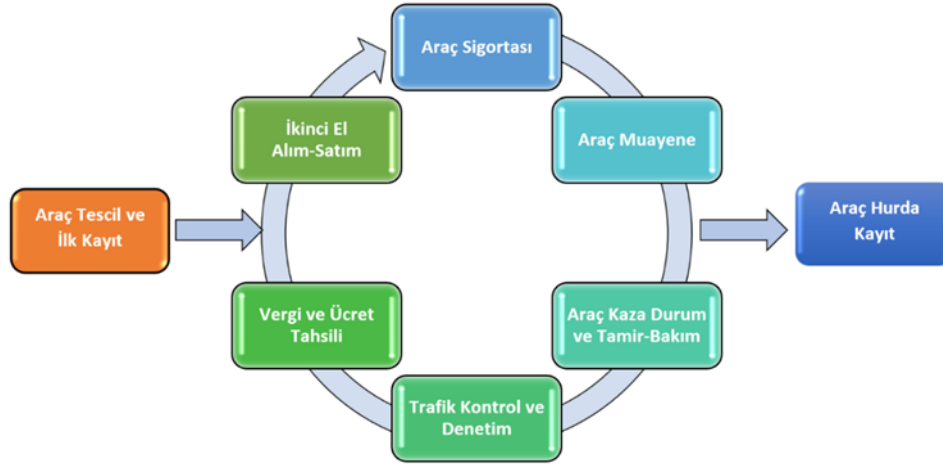 Araç Sigortası
İkinci El
Alım-Satım
Araç Muayene
Araç Tescil ve
İlk Kayıt
Araç Hurda
Kayıt
Vergi ve Ücret
Tahsili
Araç Kaza Durum
ve Tamir-Bakım
Trafik Kontrol ve
Denetim